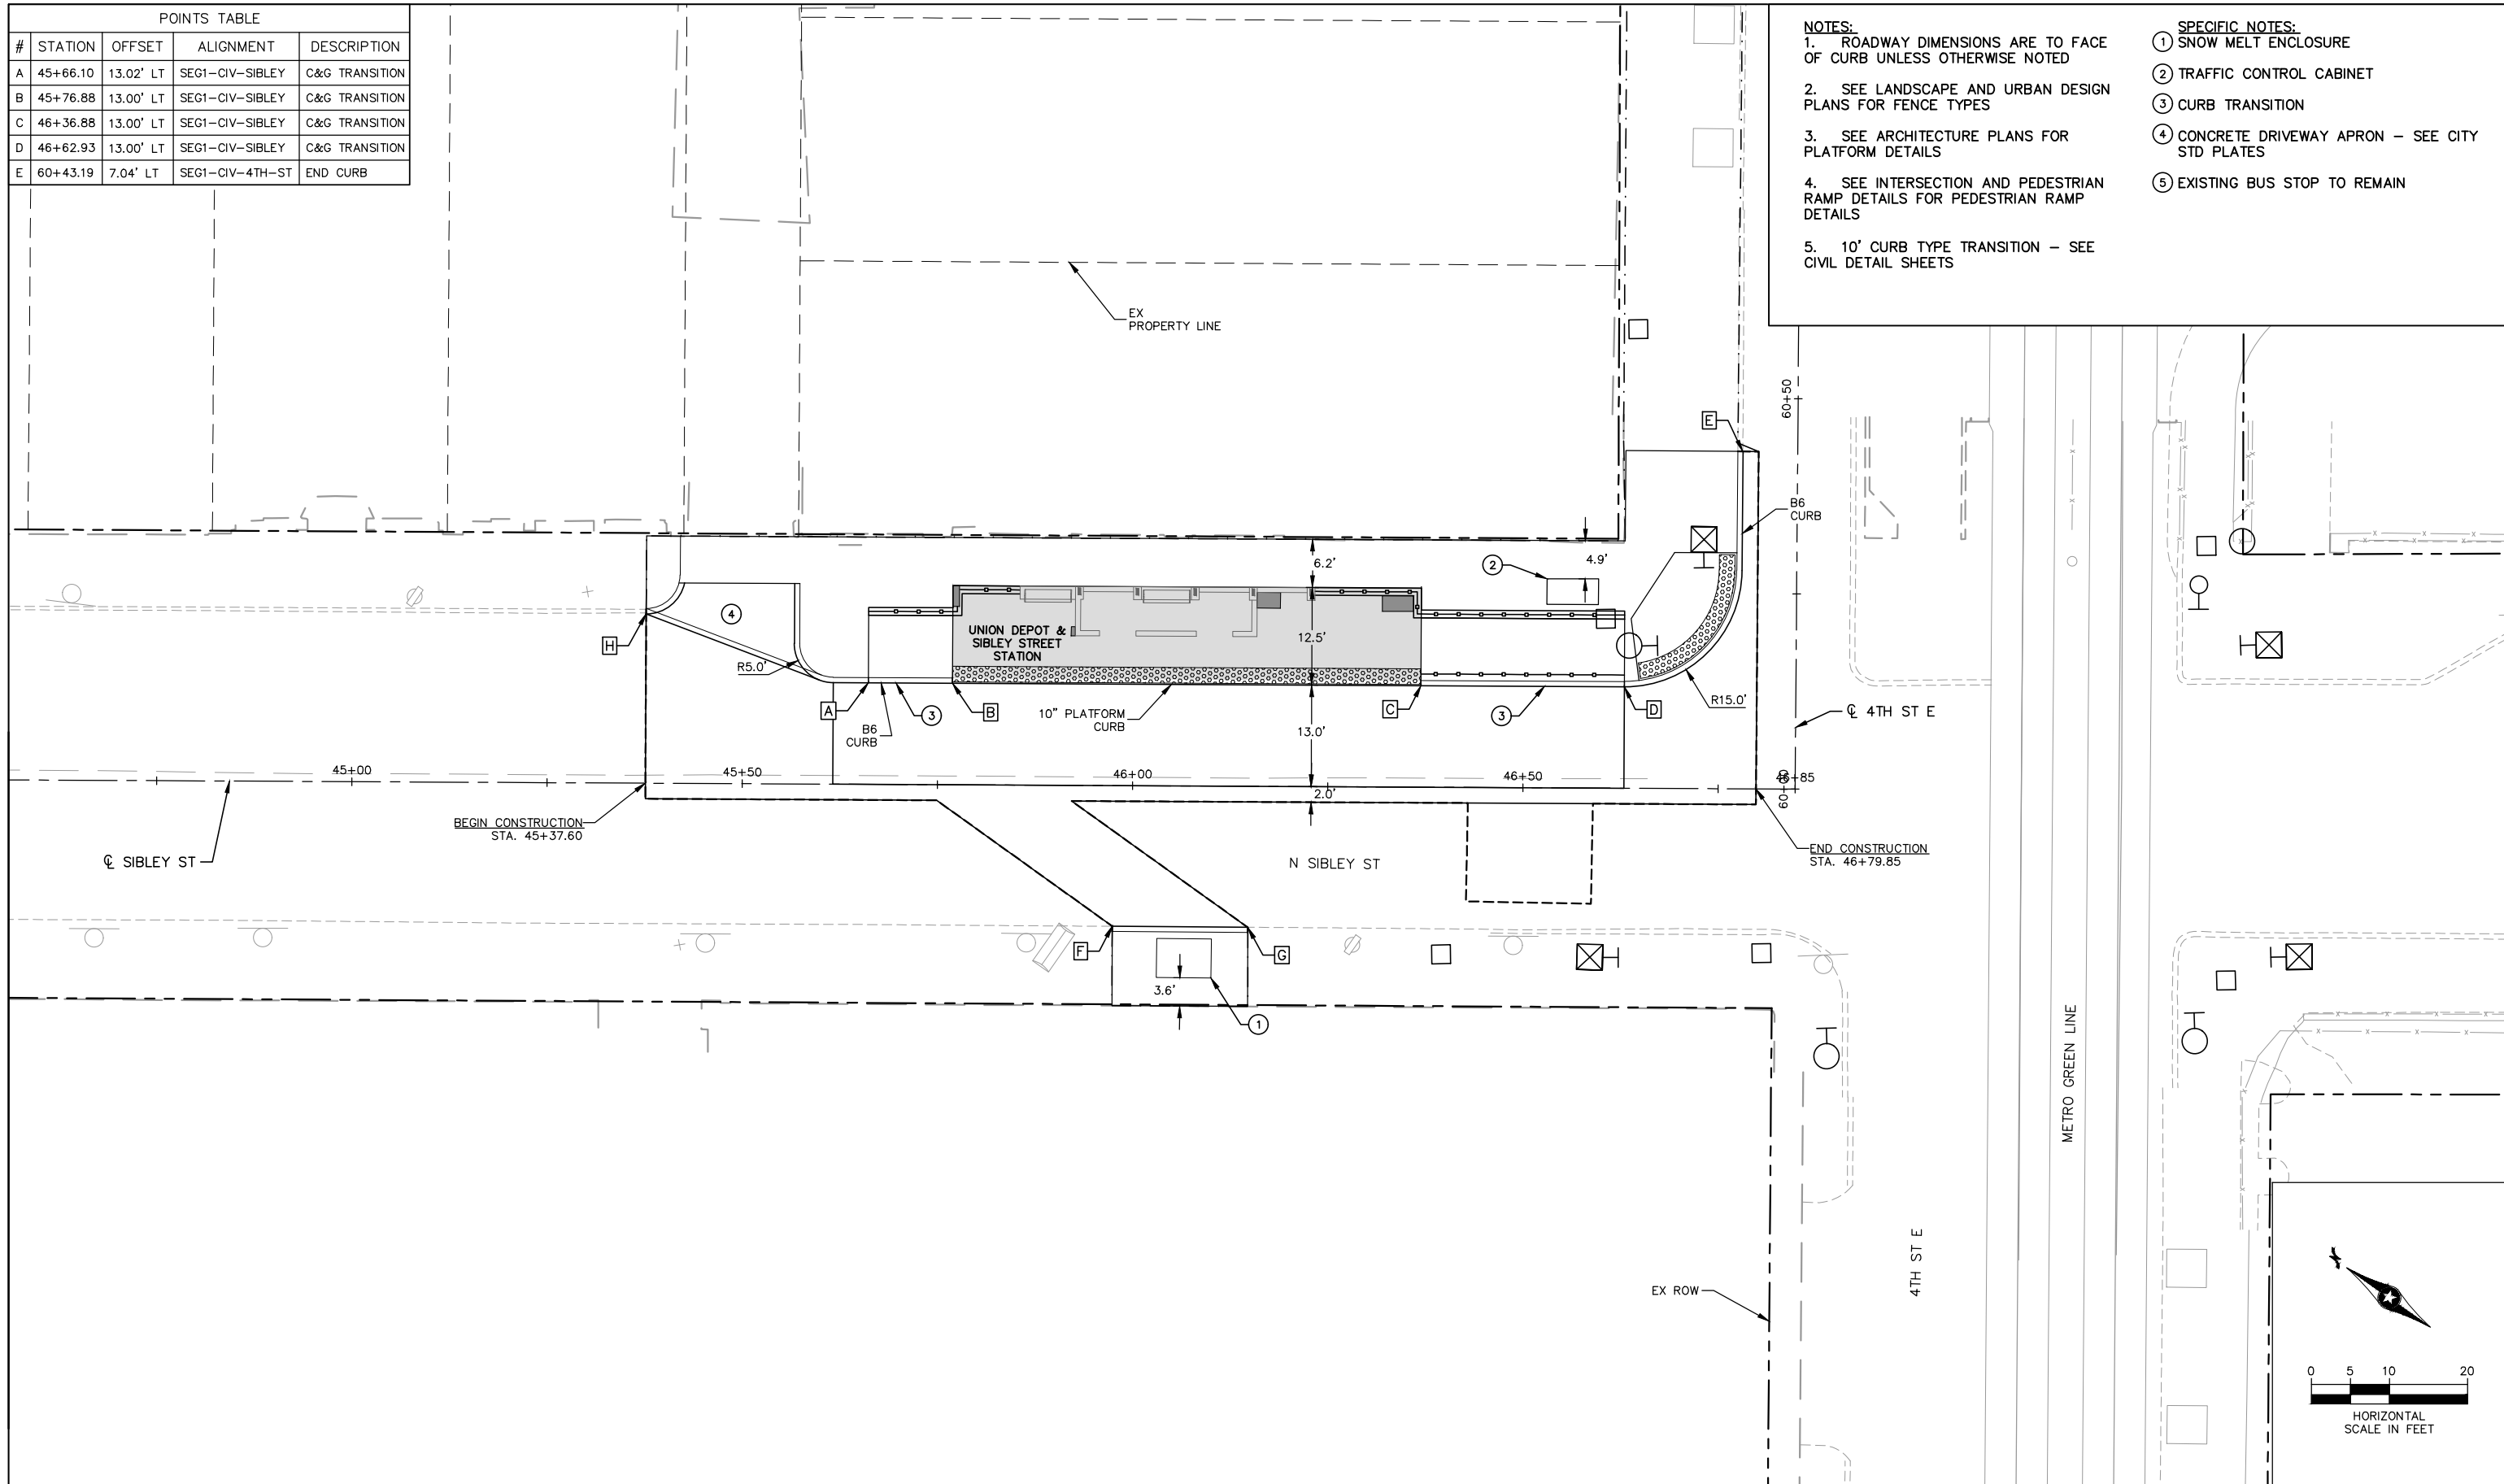 POINTS TABLE
# STATION OFFSET ALIGNMENT DESCRIPTION
A 45+66.10 13.02' LT SEG1-CIV-SIBLEY C&G TRANSITION
B 45+76.88 13.00' LT SEG1-CIV-SIBLEY C&G TRANSITION
C 46+36.88 13.00' LT SEG1-CIV-SIBLEY C&G TRANSITION
D 46+62.93 13.00' LT SEG1-CIV-SIBLEY C&G TRANSITION
E 60+43.19 7.04' LT SEG1-CIV-4TH-ST END CURB
NOTES:
1. ROADWAY DIMENSIONS ARE TO FACE
OF CURB UNLESS OTHERWISE NOTED
2. SEE LANDSCAPE AND URBAN DESIGN
PLANS FOR FENCE TYPES
3. SEE ARCHITECTURE PLANS FOR
PLATFORM DETAILS
4. SEE INTERSECTION AND PEDESTRIAN
RAMP DETAILS FOR PEDESTRIAN RAMP
DETAILS
5. 10' CURB TYPE TRANSITION – SEE
CIVIL DETAIL SHEETS
SPECIFIC NOTES:
1 SNOW MELT ENCLOSURE
2 TRAFFIC CONTROL CABINET
3 CURB TRANSITION
4 CONCRETE DRIVEWAY APRON – SEE CITY
STD PLATES
5 EXISTING BUS STOP TO REMAIN
EX
PROPERTY LINE
60+50
E
B6
CURB
6.2'
4.9'
2
4
H
R5.0'
UNION DEPOT &
SIBLEY STREET
STATION
12.5'
A
3
B
10" PLATFORM
CURB
C
3
D
R15.0'
℄ 4TH ST E
B6
CURB
13.0'
45+00
45+50
46+00
46+50
46+85
60+00
2.0'
BEGIN CONSTRUCTION
STA. 45+37.60
℄ SIBLEY ST
N SIBLEY ST
END CONSTRUCTION
STA. 46+79.85
F
G
3.6'
1
METRO GREEN LINE
4TH ST E
EX ROW
N
0 5 10 20
HORIZONTAL
SCALE IN FEET